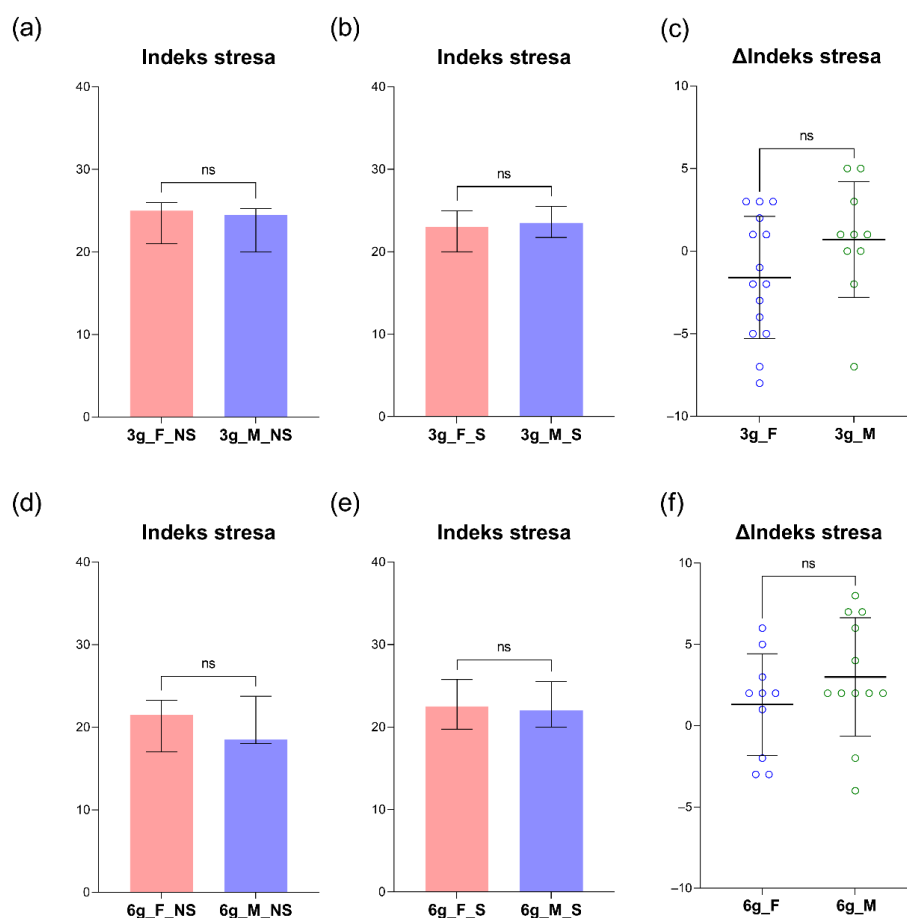 (a)
Indeks stresa
40
30
20
10
0
ns
3g_F_NS 3g_M_NS
(b)
Indeks stresa
40
30
20
10
0
ns
3g_F_S 3g_M_S
(c)
ΔIndeks stresa
10
5
0
−5
−10
ns
3g_F 3g_M
(d)
Indeks stresa
40
30
20
10
0
ns
6g_F_NS 6g_M_NS
(e)
Indeks stresa
40
30
20
10
0
ns
6g_F_S 6g_M_S
(f)
ΔIndeks stresa
10
5
0
−5
−10
ns
6g_F 6g_M